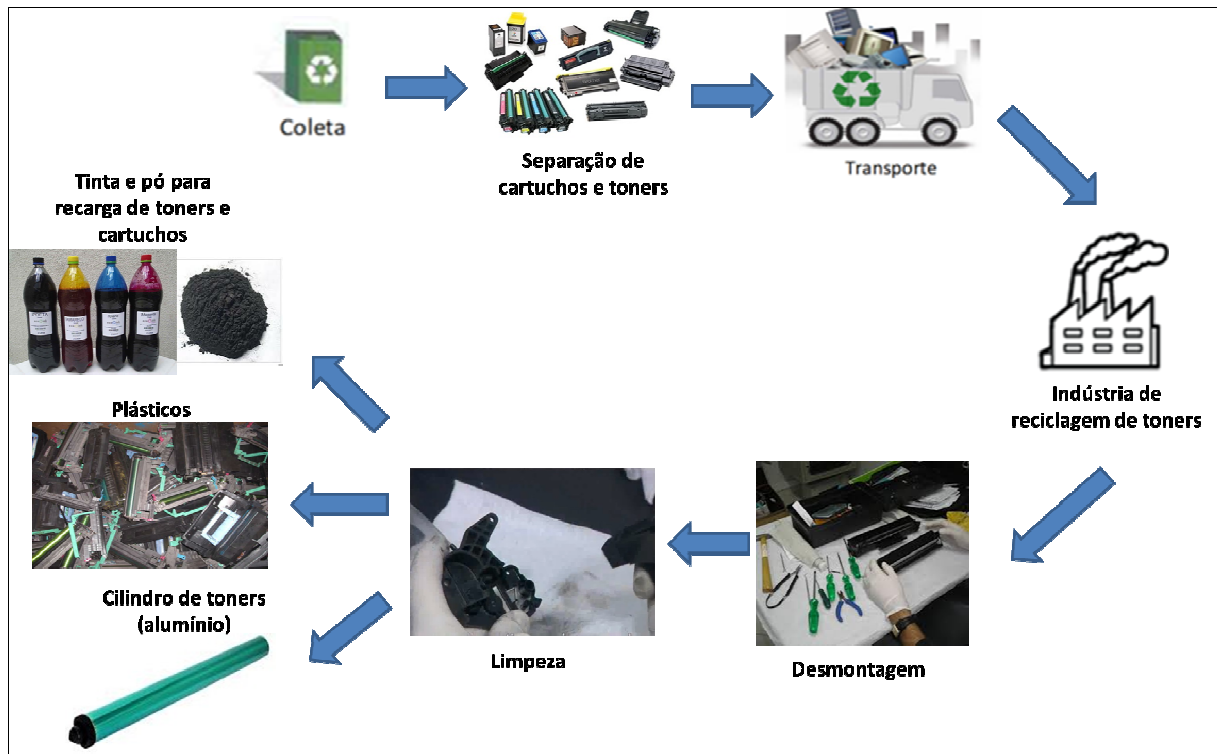 Coleta
Separação de
cartuchos e toners
Transporte
Indústria de
reciclagem de toners
Desmontagem
Limpeza
Tinta e pó para
recarga de toners e
cartuchos
Plásticos
Cilindro de toners
(alumínio)